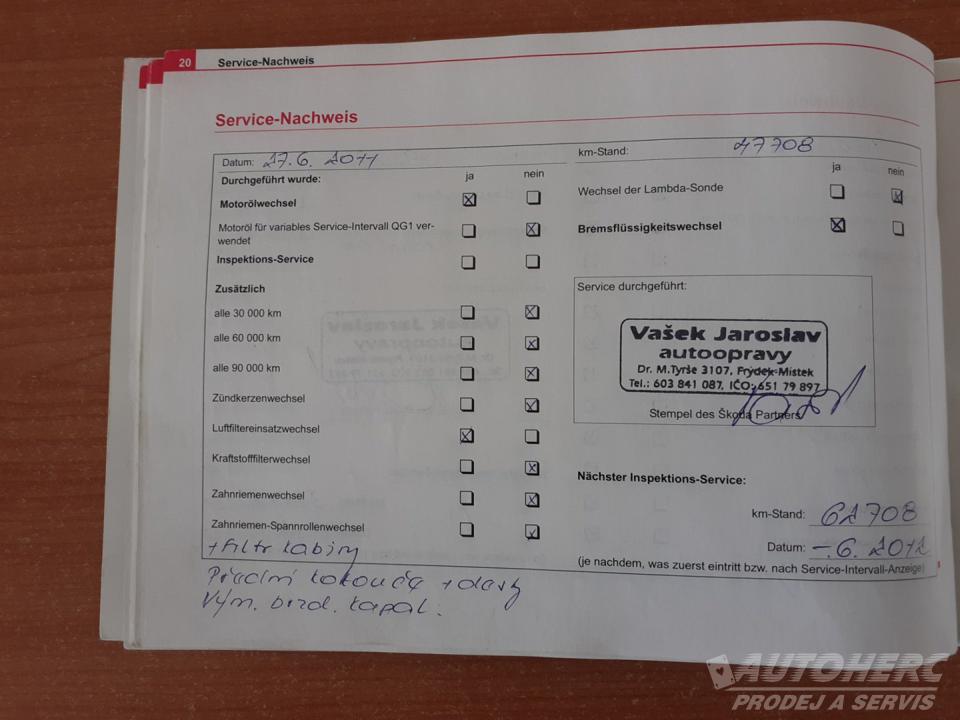 20 Service-Nachweis
Service-Nachweis
Datum: 27.6. 2011
km-Stand: 47708
Durchgeführt wurde: ja nein
ja nein
Motorölwechsel
Wechsel der Lambda-Sonde
Motoröl für variables Service-Intervall QG1 ver-
wendet
Bremsflüssigkeitswechsel
Inspektions-Service
Zusätzlich
Service durchgeführt:
alle 30 000 km
alle 60 000 km
alle 90 000 km
Zündkerzenwechsel
Luftfiltereinsatzwechsel
Kraftstofffilterwechsel
Zahnriemenwechsel
Zahnriemen-Spannrollenwechsel
Vašek Jaroslav
autoopravy
Dr. M.Tyrše 3107, Frýdek-Místek
Tel.: 603 841 087, IČO: 651 79 897
Stempel des Škoda Partners
Nächster Inspektions-Service:
km-Stand: 62708
Datum: -.6. 2012
(je nachdem, was zuerst eintritt bzw. nach Service-Intervall-Anzeige)
+ filtr kabiny
Přední kotouče + desky
Vým. brzd. kapal.
AUTOHERC
PRODEJ A SERVIS